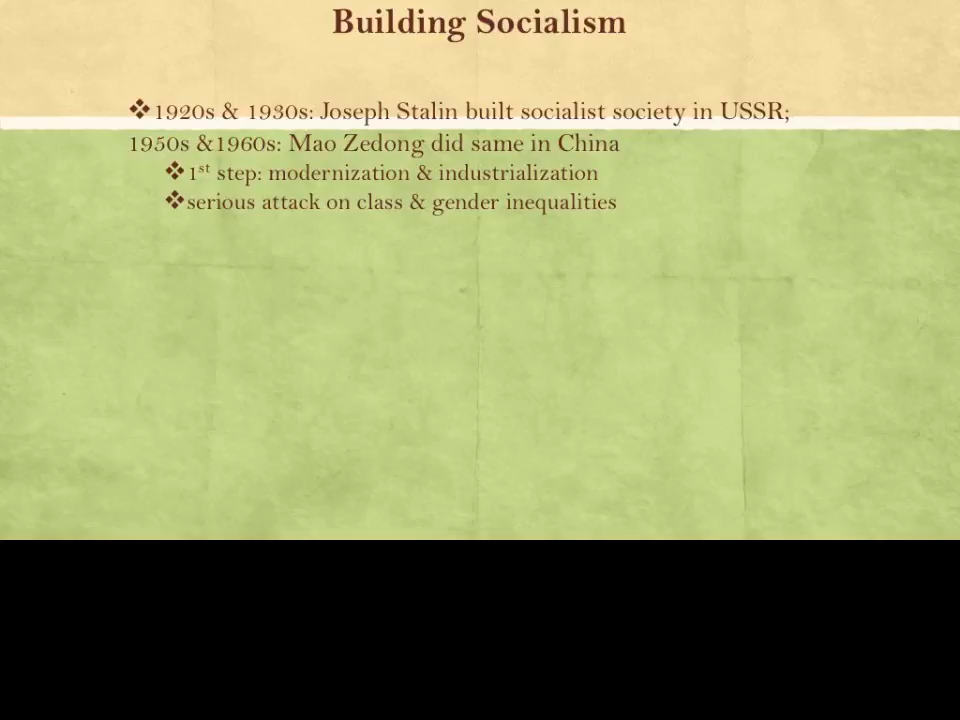 Building Socialism
❖1920s & 1930s: Joseph Stalin built socialist society in USSR;
1950s &1960s: Mao Zedong did same in China
❖1st step: modernization & industrialization
❖serious attack on class & gender inequalities